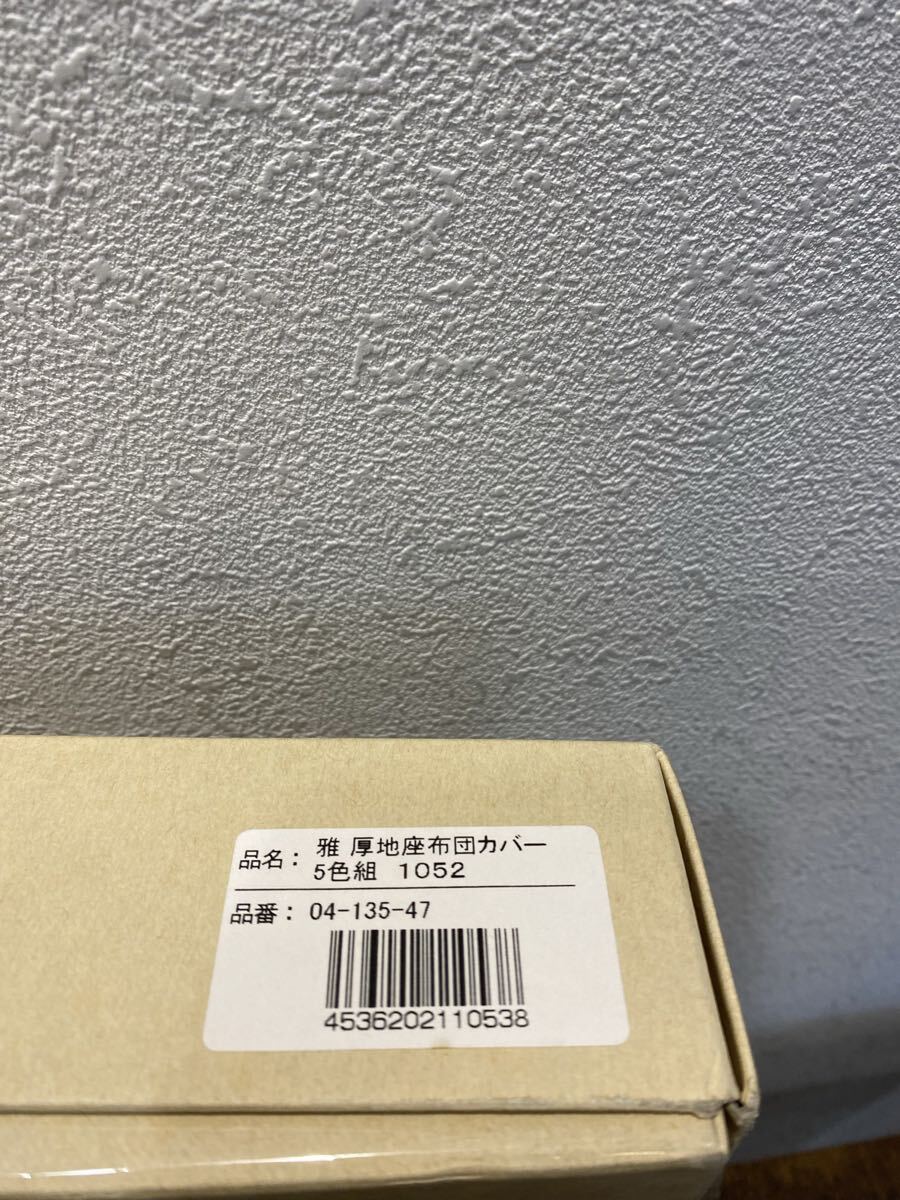 品名： 雅 厚地座布団カバー
5色組 1052
品番： 04-135-47
4536202110538